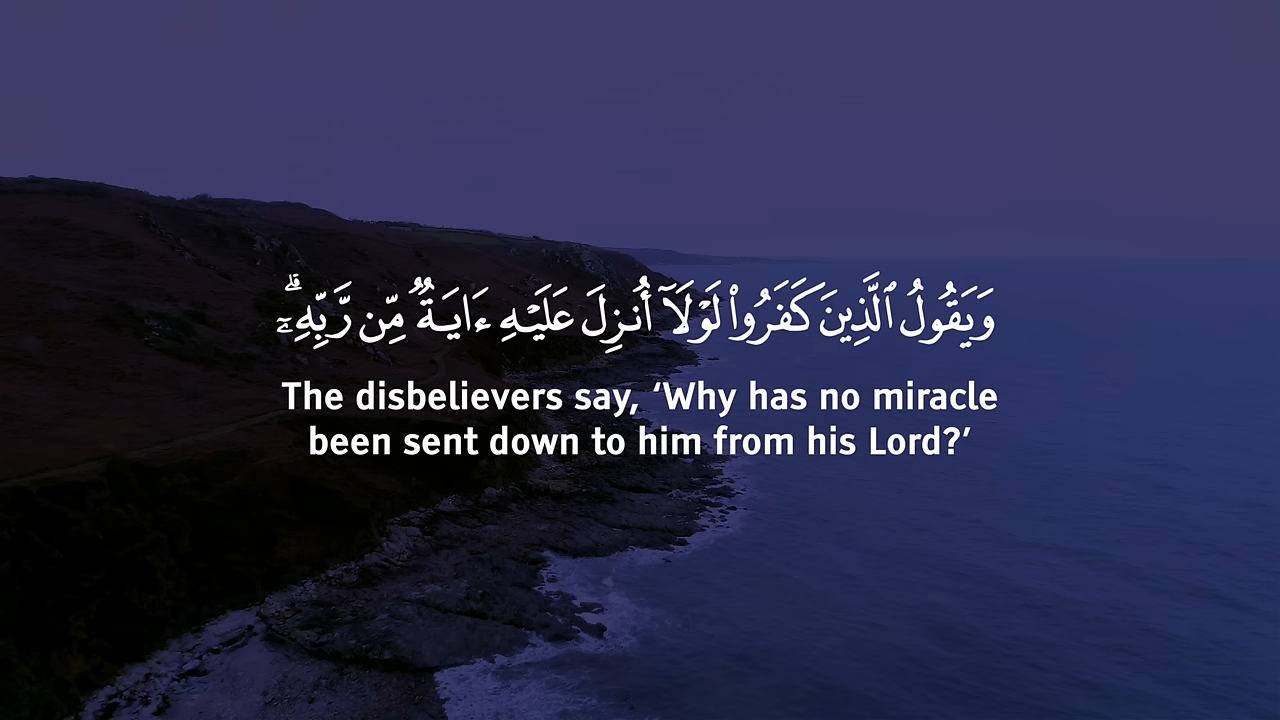 وَيَقُولُ ٱلَّذِينَ كَفَرُوا۟ لَوْلَآ أُنزِلَ عَلَيْهِ ءَايَةٌ مِّن رَّبِّهِۦٓ ۗ
The disbelievers say, ‘Why has no miracle
been sent down to him from his Lord?’